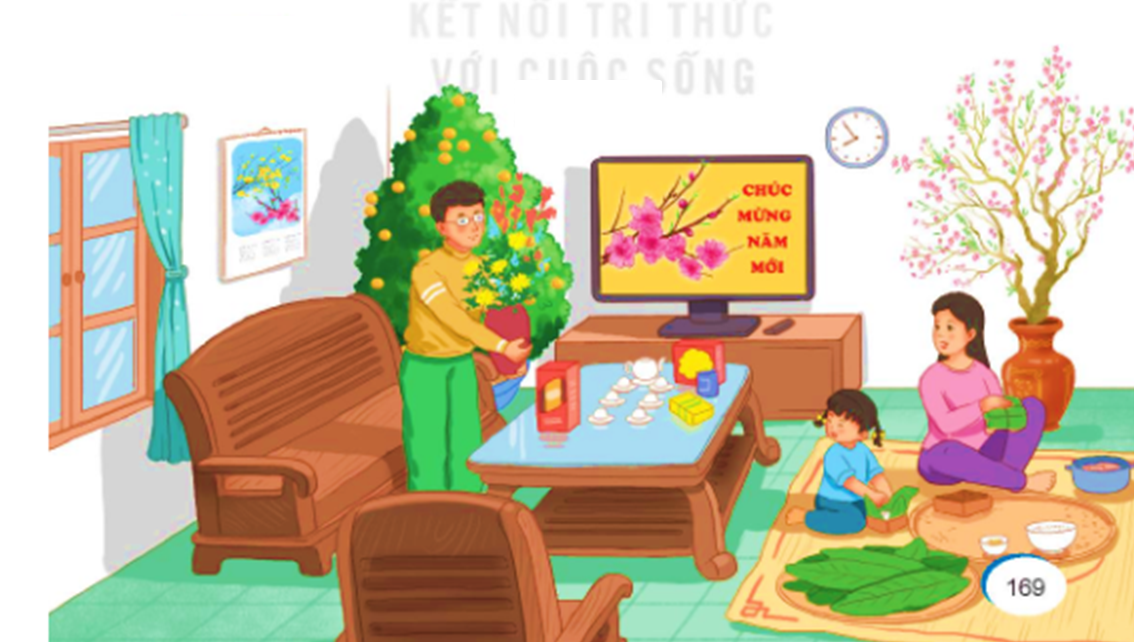 KẾT NỐI TRI THỨC
VỚI CUỘC SỐNG
CHÚC
MỪNG
NĂM
MỚI
169